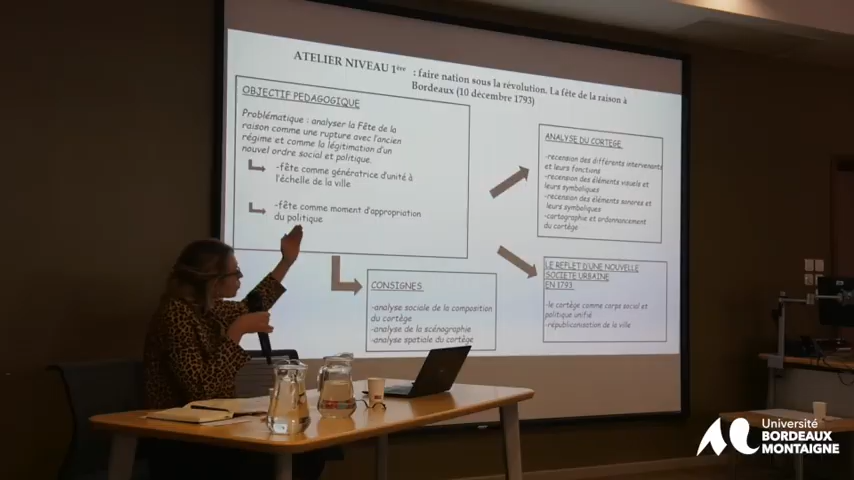 ATELIER NIVEAU 1ère : faire nation sous la révolution. La fête de la raison à
Bordeaux (10 décembre 1793)
OBJECTIF PEDAGOGIQUE
Problématique : analyser la Fête de la
raison comme une rupture avec l'ancien
régime et comme la légitimation d'un
nouvel ordre social et politique.
-fête comme génératrice d'unité à
l'échelle de la ville
-fête comme moment d'appropriation
du politique
CONSIGNES
-analyse sociale de la composition
du cortège
-analyse de la scénographie
-analyse spatiale du cortège
ANALYSE DU CORTEGE
-recension des différents intervenants
et leurs fonctions
-recension des éléments visuels et
leurs symboliques
-recension des éléments sonores et
leurs symboliques
-cartographie et ordonnancement
du cortège
LE REFLET D'UNE NOUVELLE
SOCIETE URBAINE
EN 1793
-le cortège comme corps social et
politique unifié
-républicanisation de la ville
Université
BORDEAUX
MONTAIGNE